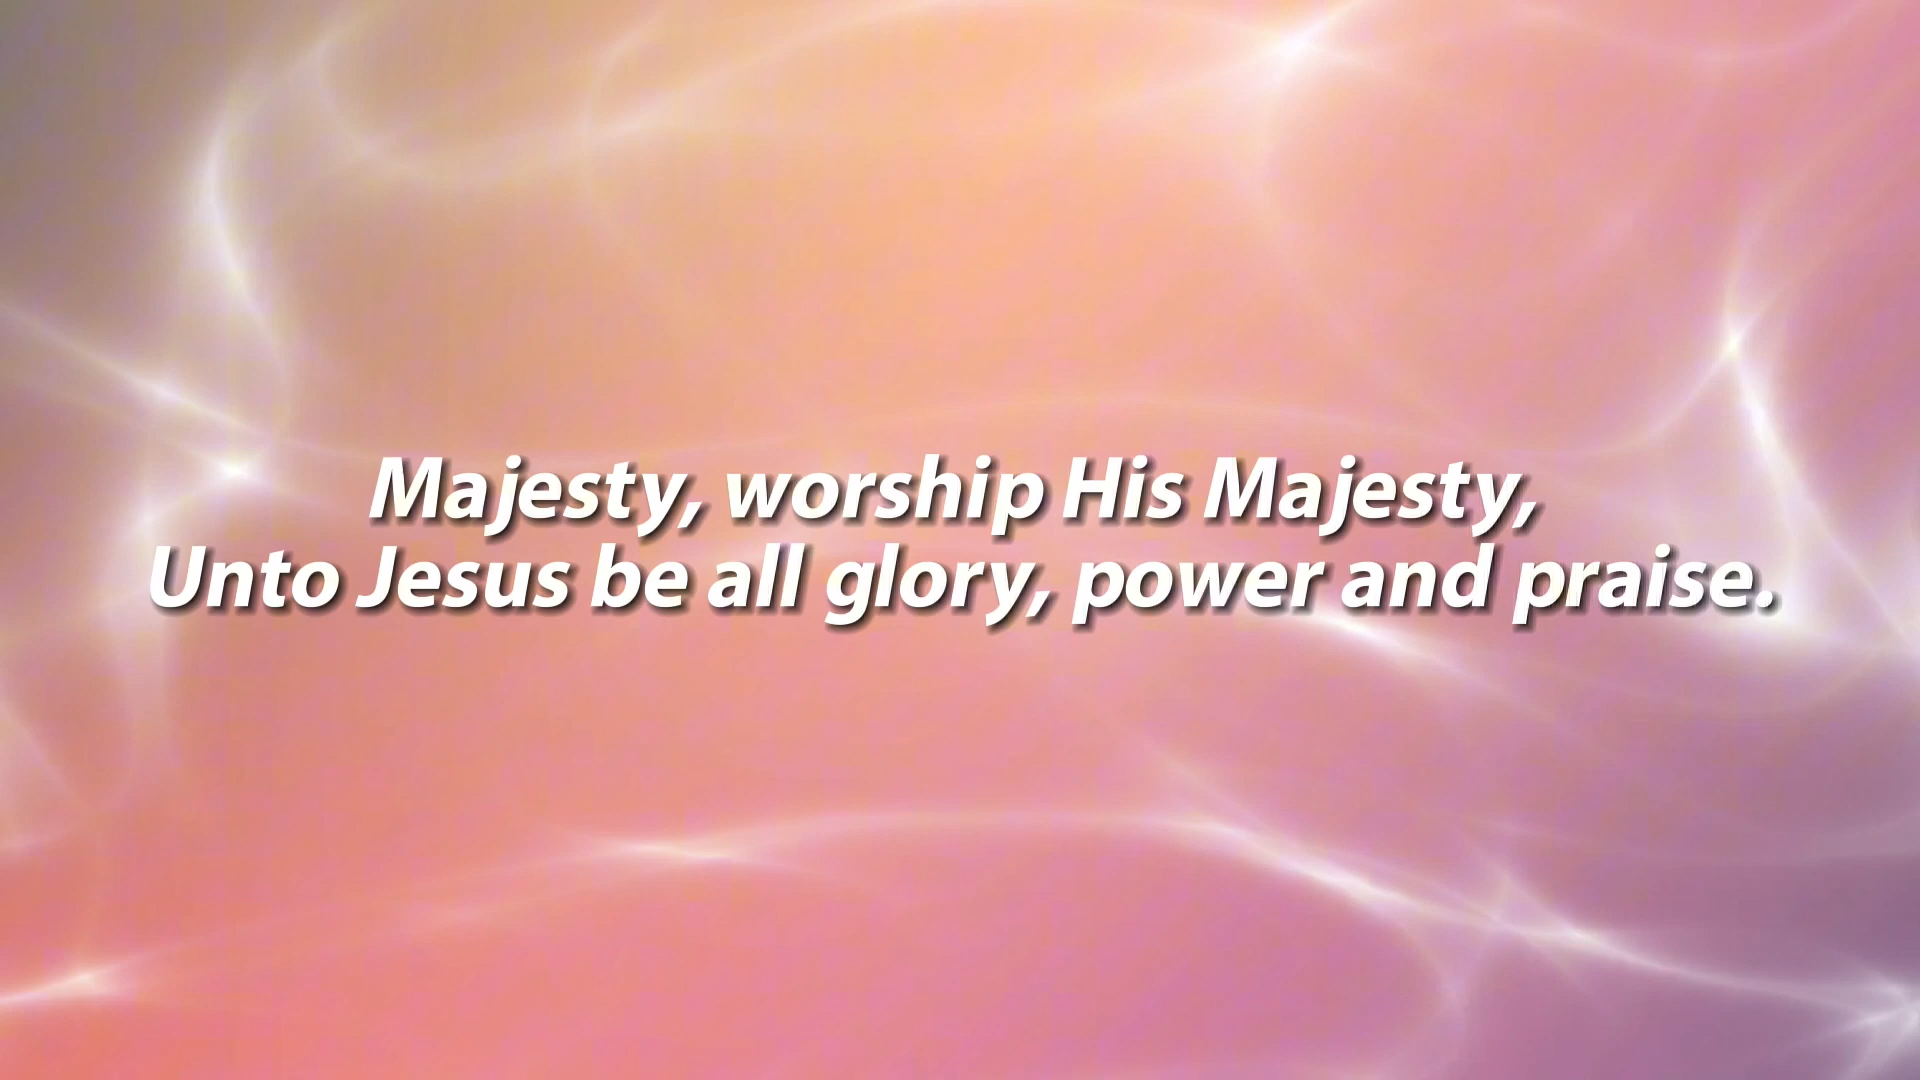 Majesty, worship His Majesty,
Unto Jesus be all glory, power and praise.